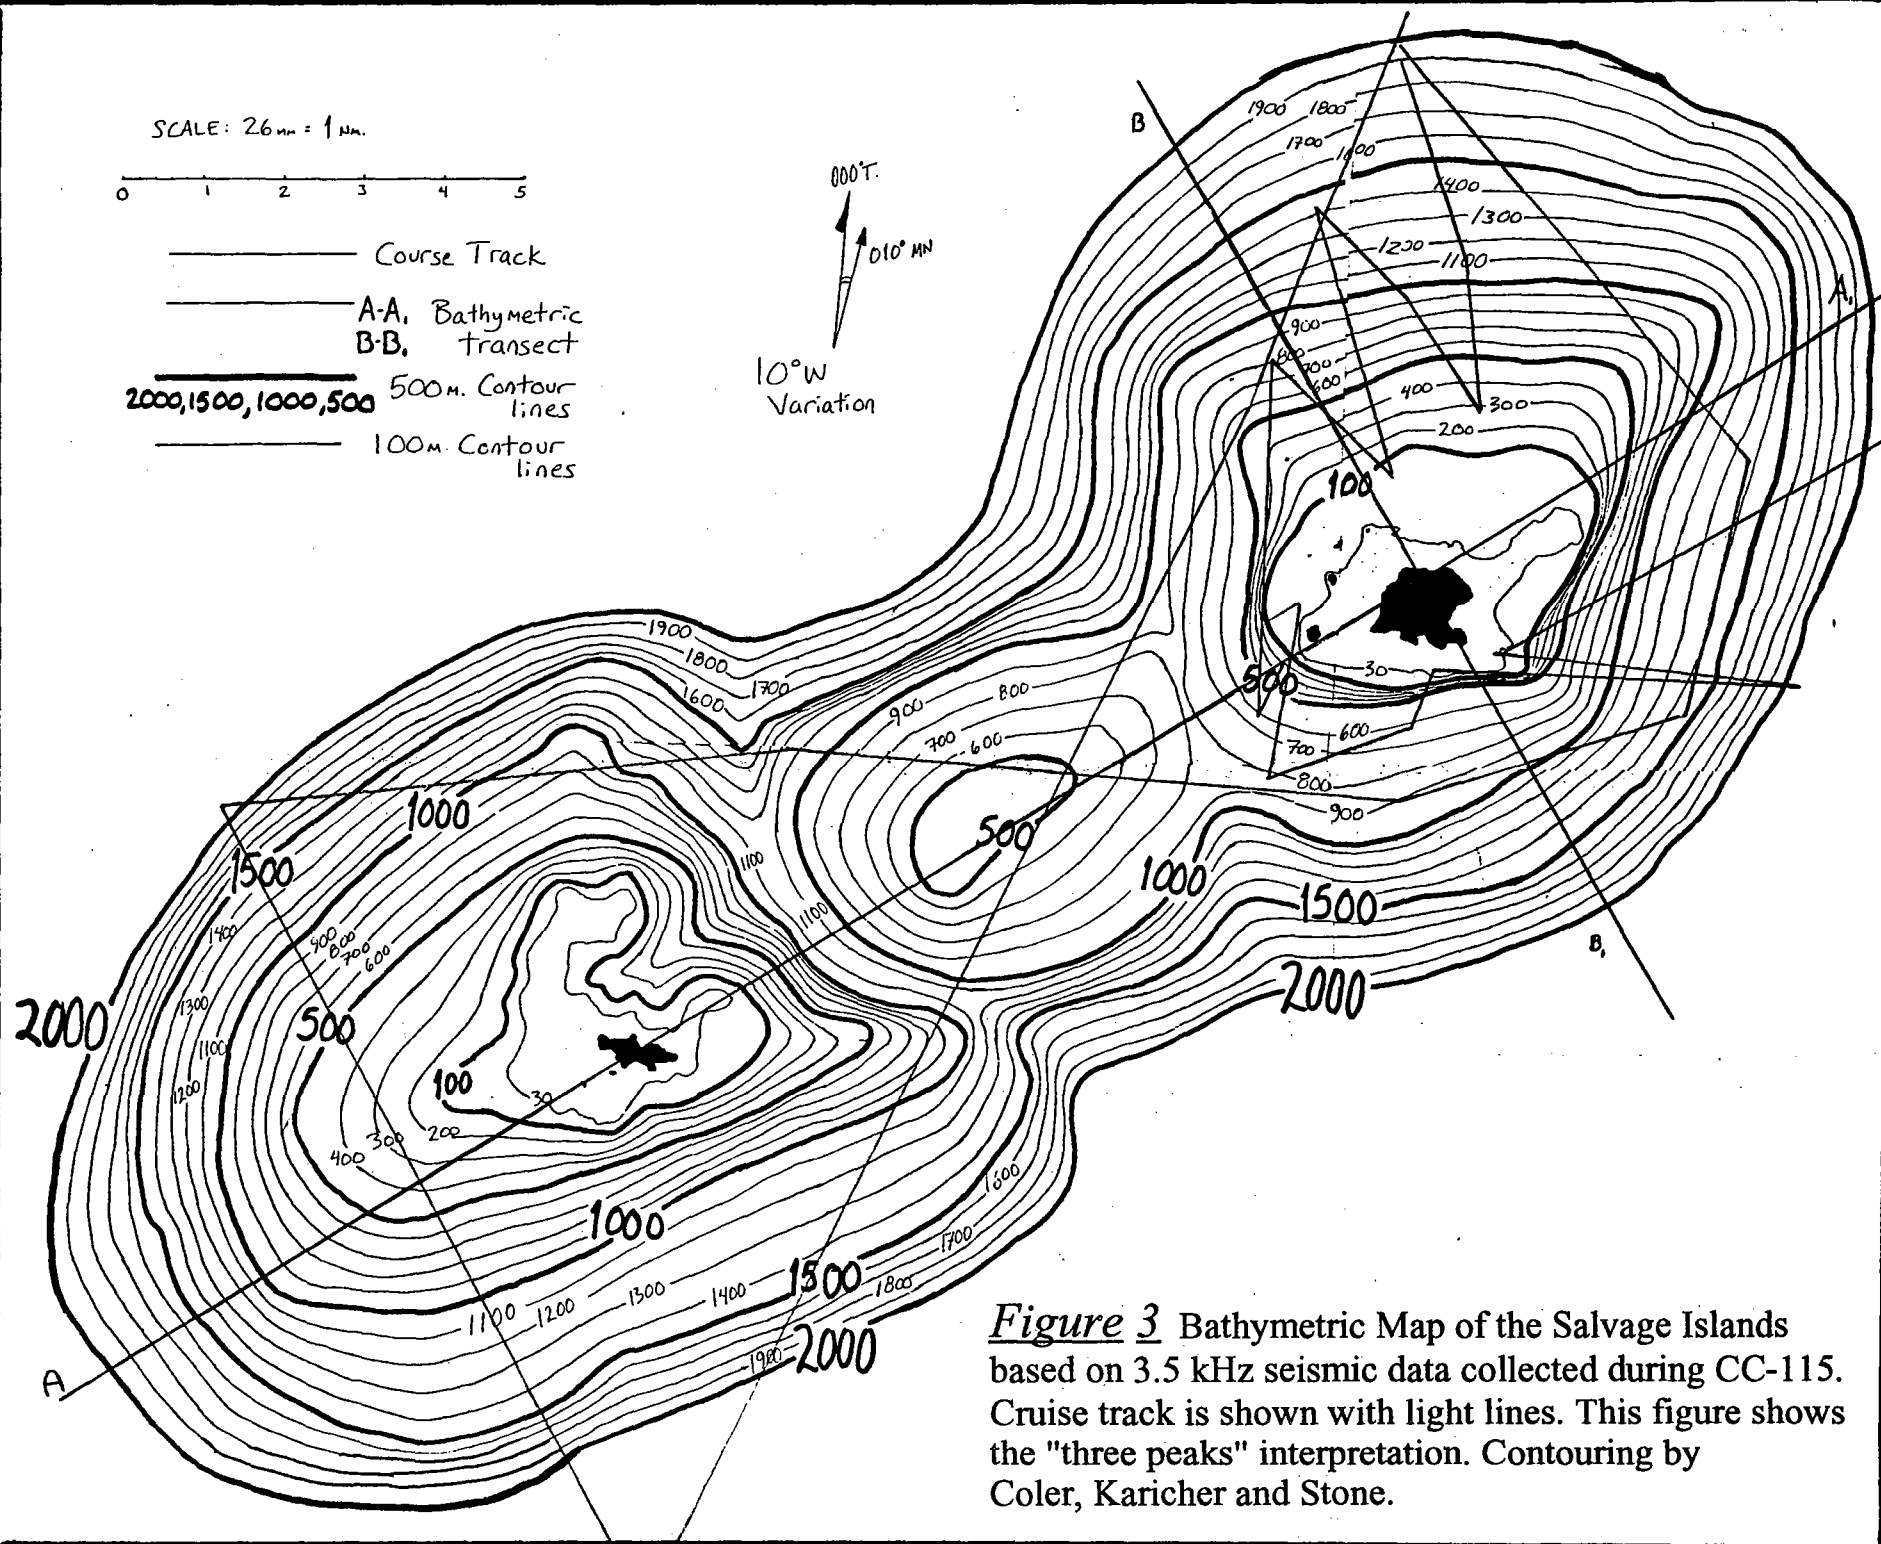 SCALE: 26mm = 1 Nm.
0 1 2 3 4 5
Course Track
A-A, Bathymetric
B-B, transect
2000,1500,1000,500 500m. Contour
lines
100m. Contour
lines
000°T.
010° MN
10°W
Variation
B
A,
1900 1800
1700 1600
1400
1300
1200
1100
900
800
700
600
400
300
200
100
30
500
600
700
800
900
1000
1500
2000
B,
1900
1800
1700
1600
900
800
700
600
500
1100
1100
1000
1500
1400
900
800
700
600
1300
1100
1200
2000
500
100
30
200
300
400
1000
1100
1200
1300
1400
1500
1600
1700
1800
1900
2000
A
Figure 3 Bathymetric Map of the Salvage Islands
based on 3.5 kHz seismic data collected during CC-115.
Cruise track is shown with light lines. This figure shows
the "three peaks" interpretation. Contouring by
Coler, Karicher and Stone.